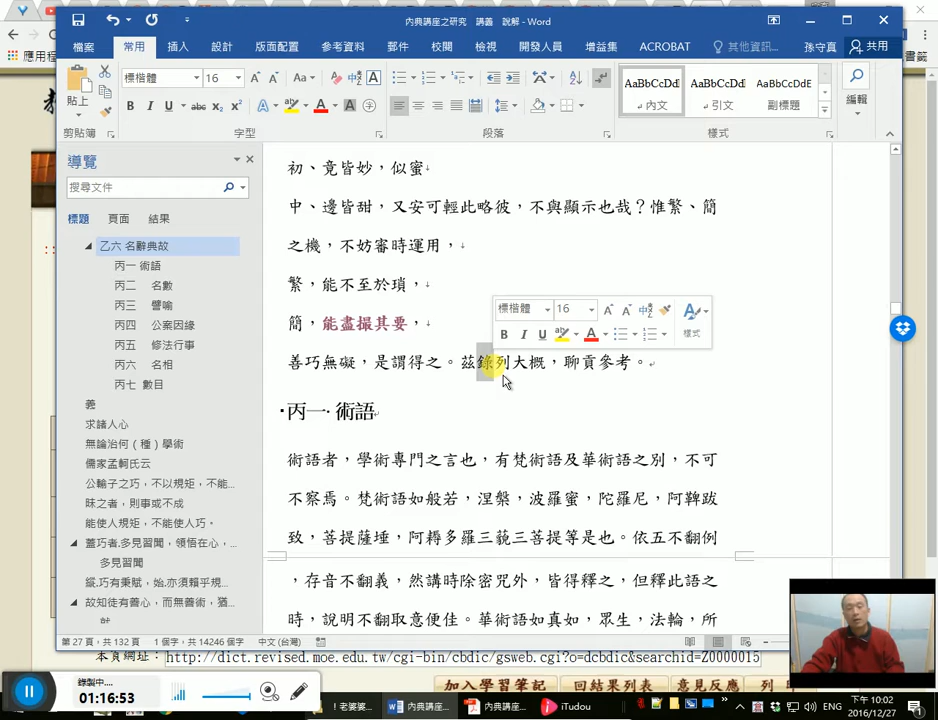 內典講座之研究 講義 說解 - Word
檔案 常用 插入 設計 版面配置 參考資料 郵件 校閱 檢視 開發人員 增益集 ACROBAT 其他資訊... 孫守真 共用
貼上
標楷體 16
AaBbCcDd AaBbCcDd AaBbCcDd
內文 引文 副標題
編輯
剪貼簿 字型 段落 樣式
應用程
書籤
導覽
搜尋文件
標題 頁面 結果
乙六 名辭典故
丙一 術語
丙二 名數
丙三 譬喻
丙四 公案因緣
丙五 修法行事
丙六 名相
丙七 數目
義
求諸人心
無論治何(種)學術
儒家孟軻氏云
公輸子之巧,不以規矩,不能...
昧之者,則事或不成
能使人規矩,不能使人巧。
蓋巧者.多見習聞,領悟在心,...
多見習聞
縱.巧有秉賦,始.亦須賴乎規...
故知徒有善心,而無善術,猶...
初、竟皆妙,似蜜
中、邊皆甜,又安可輕此略彼,不與顯示也哉?惟繁、簡
之機,不妨審時運用,
繁,能不至於瑣,
簡,能盡撮其要,
善巧無礙,是謂得之。茲錄列大概,聊貢參考。
標楷體 16
樣式
丙一 術語
術語者,學術專門之言也,有梵術語及華術語之別,不可
不察焉。梵術語如般若,涅槃,波羅蜜,陀羅尼,阿鞞跋
致,菩提薩埵,阿耨多羅三藐三菩提等是也。依五不翻例
,存音不翻義,然講時除密咒外,皆得釋之,但釋此語之
時,說明不翻取意便佳。華術語如真如,眾生,法輪,所
第 27 頁,共 132 頁 1 個字,共 14246 個字 中文 (台灣)
本頁網址:http://dict.revised.moe.edu.tw/cgi-bin/cbdic/gsweb.cgi?o=dcbdic&searchid=Z0000015
加入學習筆記 回結果列表 意見反應 列 印
錄製中...
01:16:53
！老婆婆... 內典講座... 內典講座... iTudou
ENG
下午 10:02
2016/12/27